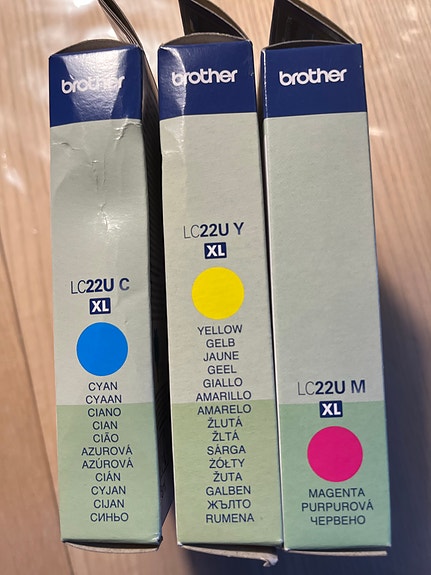 brother
LC22U C
XL
CYAN
CYAAN
CIANO
CIAN
CIÃO
AZUROVÁ
AZÚROVÁ
CIÁN
CYJAN
CIJAN
СИНЬО
brother
LC22U Y
XL
YELLOW
GELB
JAUNE
GEEL
GIALLO
AMARILLO
AMARELO
ŽLUTÁ
ŽLTÁ
SÁRGA
ŻÓŁTY
ŽUTA
GALBEN
ЖЪЛТО
RUMENA
brother
LC22U M
XL
MAGENTA
PURPUROVÁ
ЧЕРВЕНО